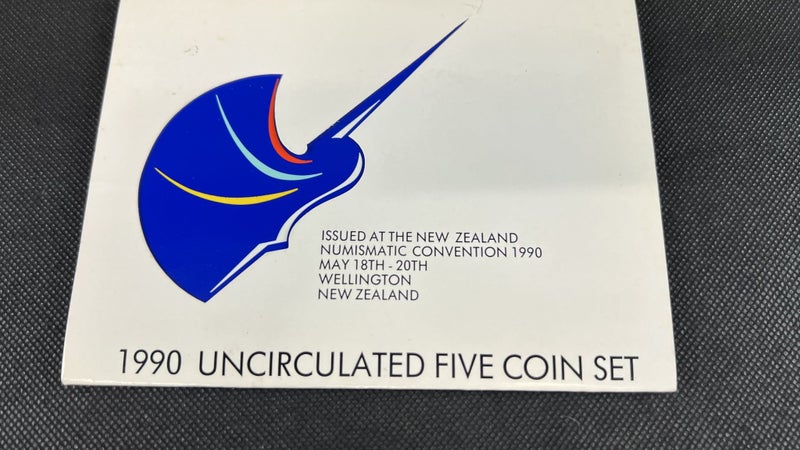 ISSUED AT THE NEW ZEALAND
NUMISMATIC CONVENTION 1990
MAY 18TH - 20TH
WELLINGTON
NEW ZEALAND
1990 UNCIRCULATED FIVE COIN SET